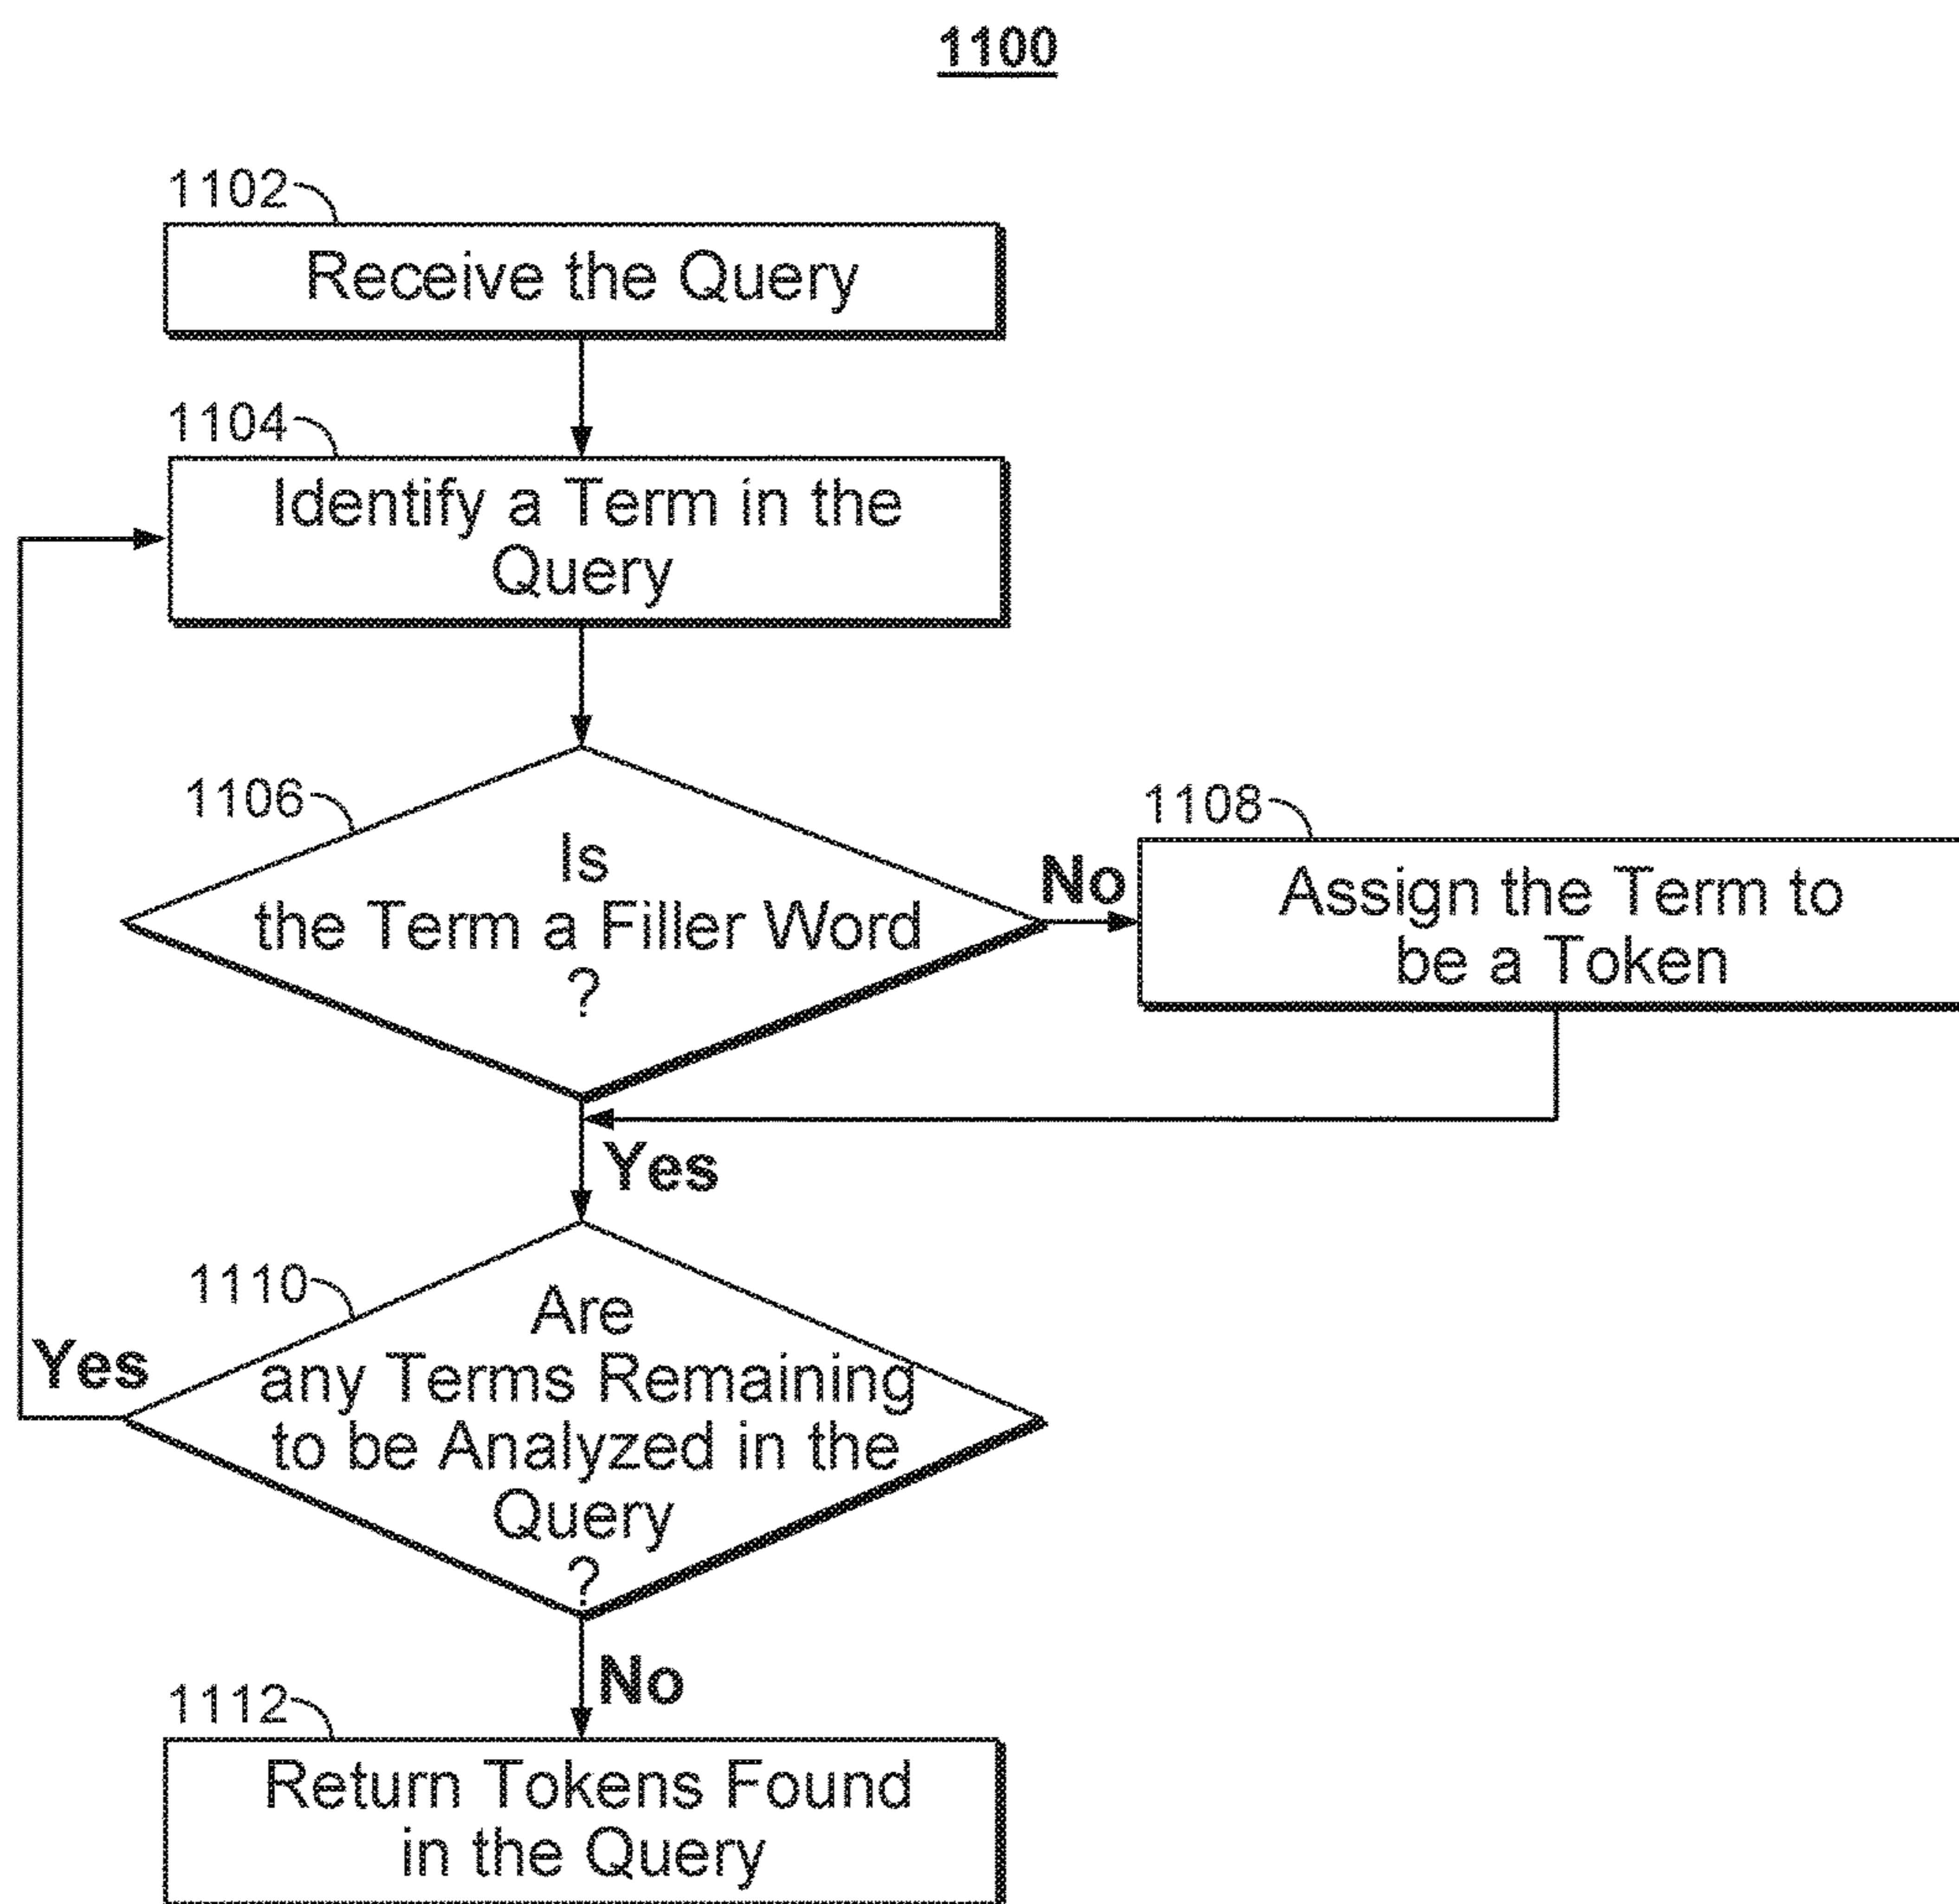 1100
1102
Receive the Query
1104
Identify a Term in the
Query
1106
Is
the Term a Filler Word
?
No
1108
Assign the Term to
be a Token
Yes
1110
Are
any Terms Remaining
to be Analyzed in the
Query
?
Yes
No
1112
Return Tokens Found
in the Query